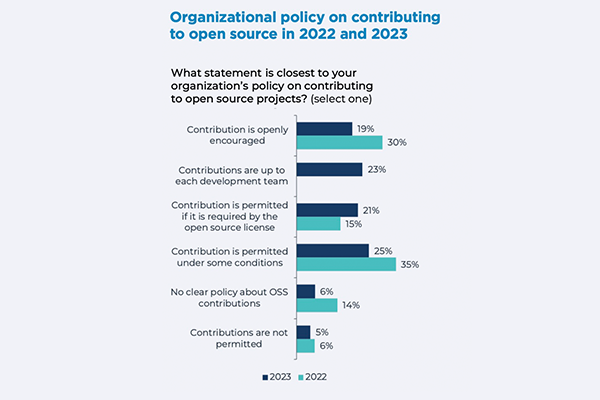 Organizational policy on contributing
to open source in 2022 and 2023
What statement is closest to your
organization's policy on contributing
to open source projects? (select one)
Contribution is openly
encouraged
19%
30%
Contributions are up to
each development team
23%
Contribution is permitted
if it is required by the
open source license
21%
15%
Contribution is permitted
under some conditions
25%
35%
No clear policy about OSS
contributions
6%
14%
Contributions are not
permitted
5%
6%
2023 2022